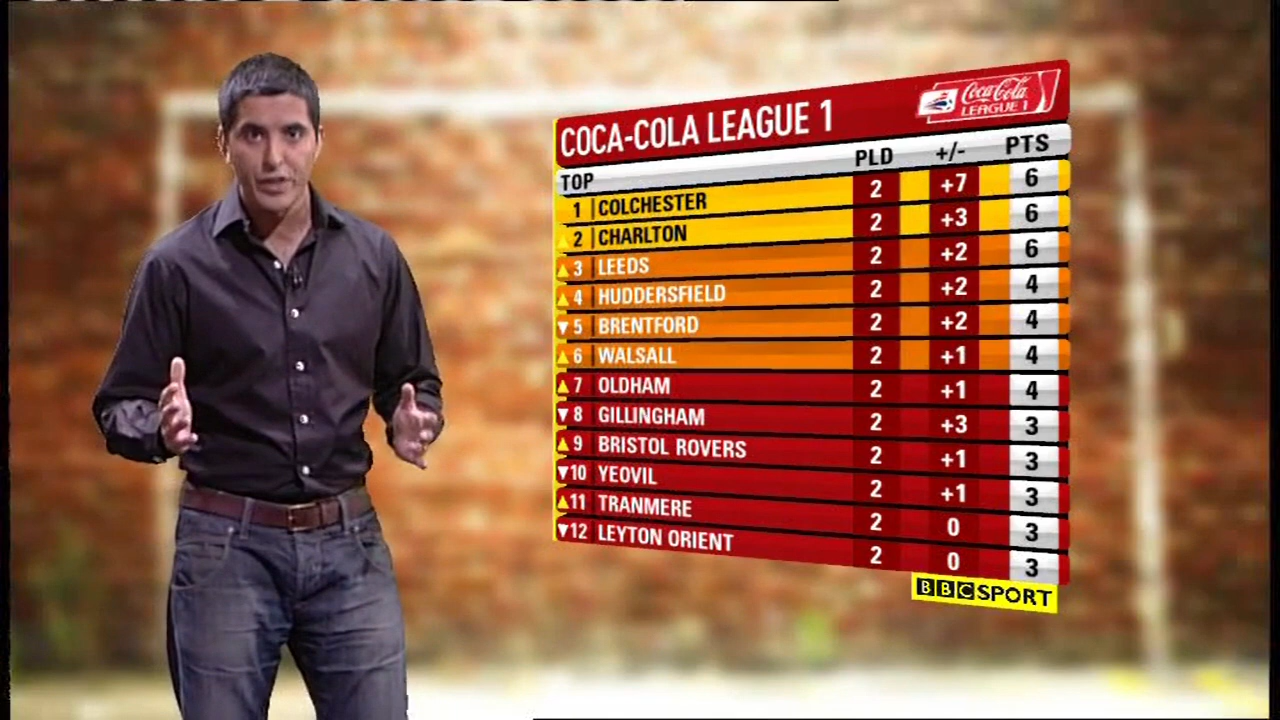 COCA-COLA LEAGUE 1 Coca-Cola LEAGUE 1
TOP PLD +/- PTS
1 COLCHESTER 2 +7 6
2 CHARLTON 2 +3 6
3 LEEDS 2 +2 6
4 HUDDERSFIELD 2 +2 4
5 BRENTFORD 2 +2 4
6 WALSALL 2 +1 4
7 OLDHAM 2 +1 4
8 GILLINGHAM 2 +3 3
9 BRISTOL ROVERS 2 +1 3
10 YEOVIL 2 +1 3
11 TRANMERE 2 0 3
12 LEYTON ORIENT 2 0 3
BBC SPORT